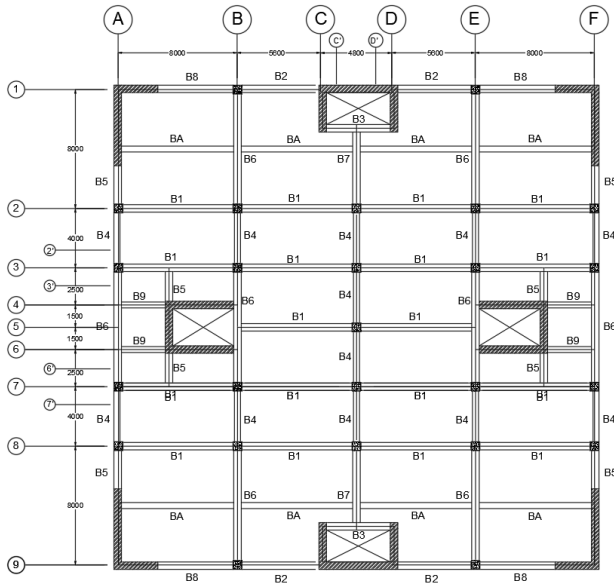 A B C D E F
8000 5600 C' 4800 D' 5600 8000
B8 B2 B2 B8
1
B3
BA BA BA BA
B6 B7 B6
8000
B5 B5
B1 B1 B1 B1
2
B4 B4 B4 B4 B4
4000
2'
B1 B1 B1 B1
3
B4
3' B5 B5
2500
B9 B6 B6 B9
4
1500
B1 B1
B6 5 B6
1500
B9 B4 B9
6
6' B5 B5
2500
7
B1 B1 B1 B1
7'
B4 B4 B4 B4 B4
4000
8
B1 B1 B1 B1
B5 B5
8000
B6 B7 B6
BA BA BA BA
B3
9
B8 B2 B2 B8